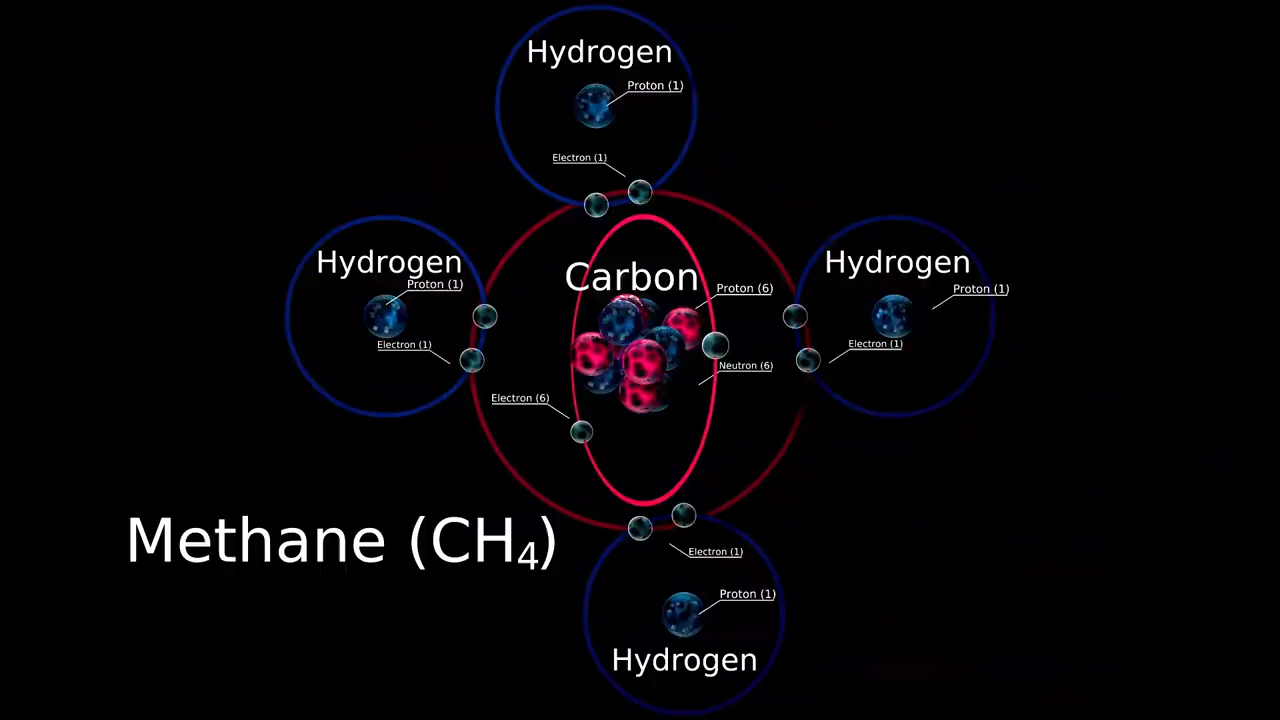 Hydrogen
Proton (1)
Electron (1)
Hydrogen
Proton (1)
Electron (1)
Carbon
Proton (6)
Neutron (6)
Electron (6)
Hydrogen
Proton (1)
Electron (1)
Methane (CH₄)
Electron (1)
Proton (1)
Hydrogen